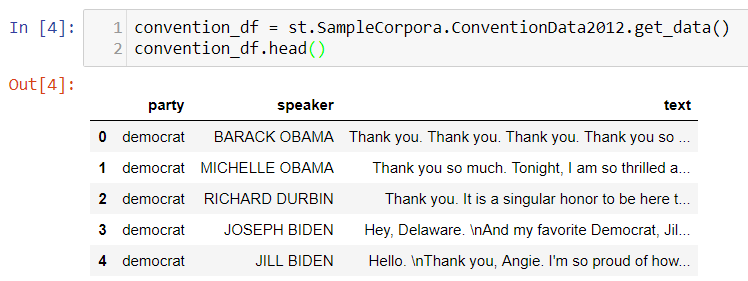 In [4]: 1 convention_df = st.SampleCorpora.ConventionData2012.get_data()
2 convention_df.head()
Out[4]:
party speaker text
0 democrat BARACK OBAMA Thank you. Thank you. Thank you. Thank you so ...
1 democrat MICHELLE OBAMA Thank you so much. Tonight, I am so thrilled a...
2 democrat RICHARD DURBIN Thank you. It is a singular honor to be here t...
3 democrat JOSEPH BIDEN Hey, Delaware. \nAnd my favorite Democrat, Jil...
4 democrat JILL BIDEN Hello. \nThank you, Angie. I'm so proud of how...